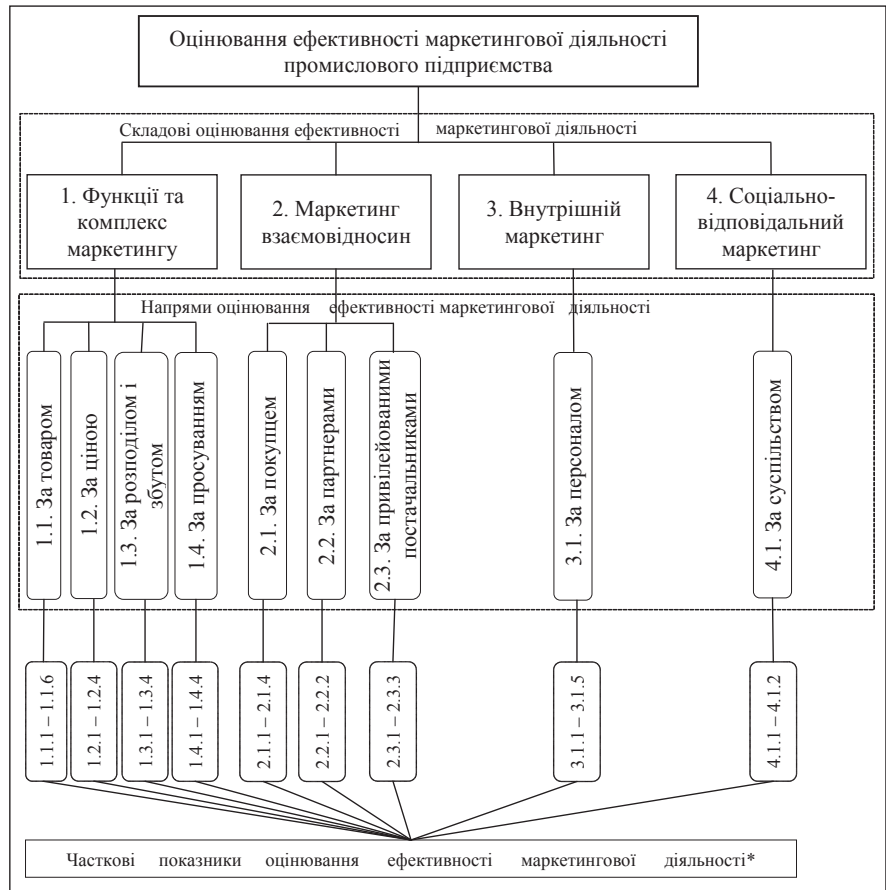 Оцінювання ефективності маркетингової діяльності
промислового підприємства
Складові оцінювання ефективності маркетингової діяльності
1. Функції та
комплекс
маркетингу
2. Маркетинг
взаємовідносин
3. Внутрішній
маркетинг
4. Соціально-
відповідальний
маркетинг
Напрями оцінювання ефективності маркетингової діяльності
1.1. За товаром
1.2. За ціною
1.3. За розподілом і
збутом
1.4. За просуванням
2.1. За покупцем
2.2. За партнерами
2.3. За привілейованими
постачальниками
3.1. За персоналом
4.1. За суспільством
1.1.1 – 1.1.6
1.2.1 – 1.2.4
1.3.1 – 1.3.4
1.4.1 – 1.4.4
2.1.1 – 2.1.4
2.2.1 – 2.2.2
2.3.1 – 2.3.3
3.1.1 – 3.1.5
4.1.1 – 4.1.2
Часткові показники оцінювання ефективності маркетингової діяльності*